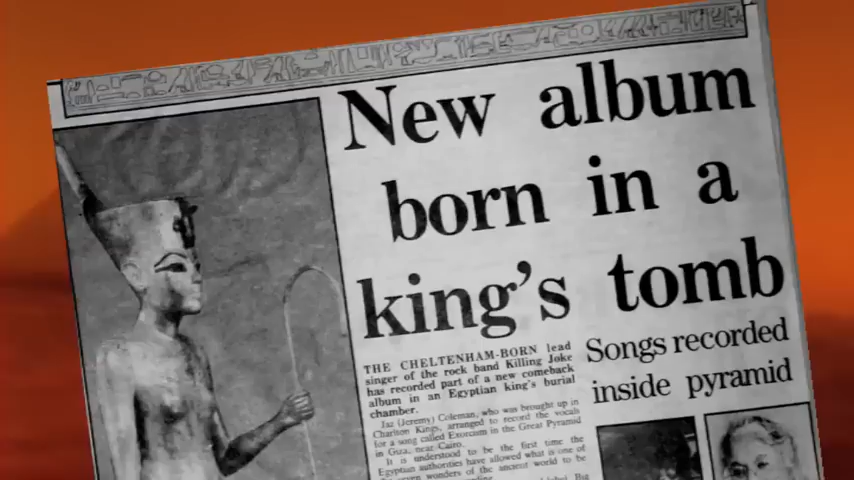 New album
born in a
king's tomb
Songs recorded
inside pyramid
THE CHELTENHAM-BORN lead
singer of the rock band Killing Joke
has recorded part of a new comeback
album in an Egyptian king's burial
chamber.
Jaz (Jeremy) Coleman, who was brought up in
Charlton Kings, arranged to record the vocals
for a song called Exorcism in the Great Pyramid
in Giza, near Cairo.
It is understood to be the first time the
Egyptian authorities have allowed what is one of
seven wonders of the ancient world to be